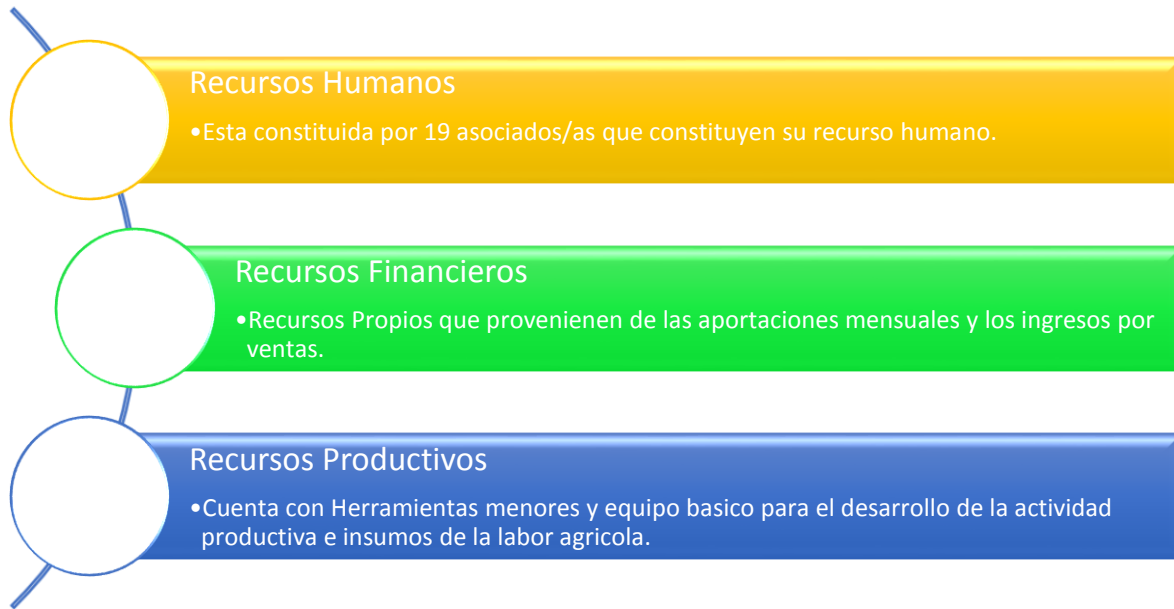 Recursos Humanos
•Esta constituida por 19 asociados/as que constituyen su recurso humano.
Recursos Financieros
•Recursos Propios que provenienen de las aportaciones mensuales y los ingresos por
ventas.
Recursos Productivos
•Cuenta con Herramientas menores y equipo basico para el desarrollo de la actividad
productiva e insumos de la labor agricola.